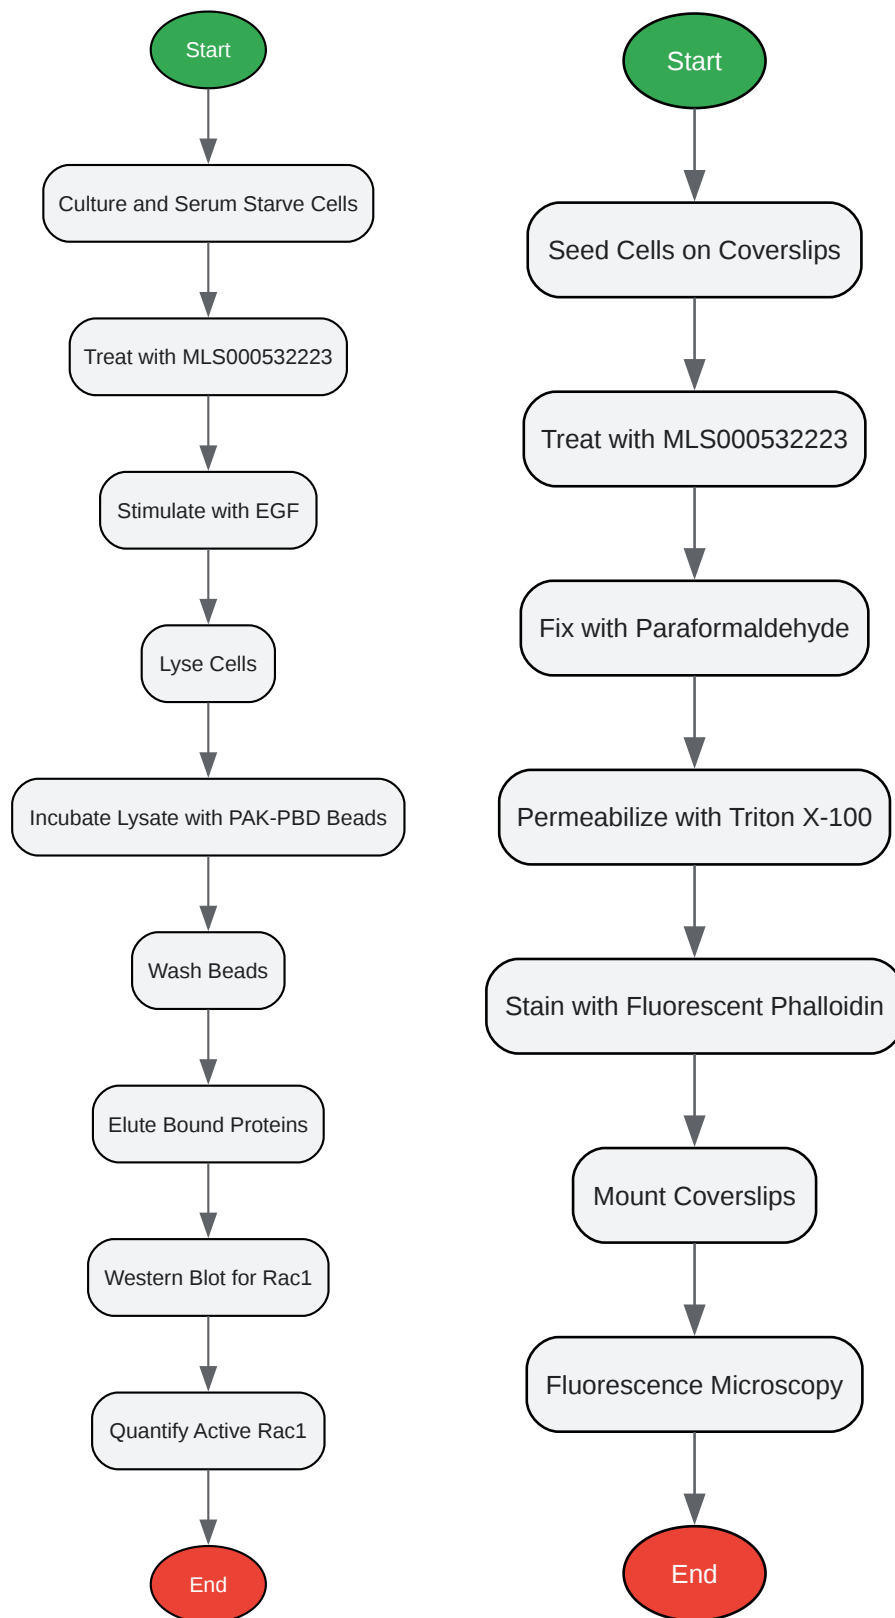 Start
Culture and Serum Starve Cells
Treat with MLS000532223
Stimulate with EGF
Lyse Cells
Incubate Lysate with PAK-PBD Beads
Wash Beads
Elute Bound Proteins
Western Blot for Rac1
Quantify Active Rac1
End
Start
Seed Cells on Coverslips
Treat with MLS000532223
Fix with Paraformaldehyde
Permeabilize with Triton X-100
Stain with Fluorescent Phalloidin
Mount Coverslips
Fluorescence Microscopy
End